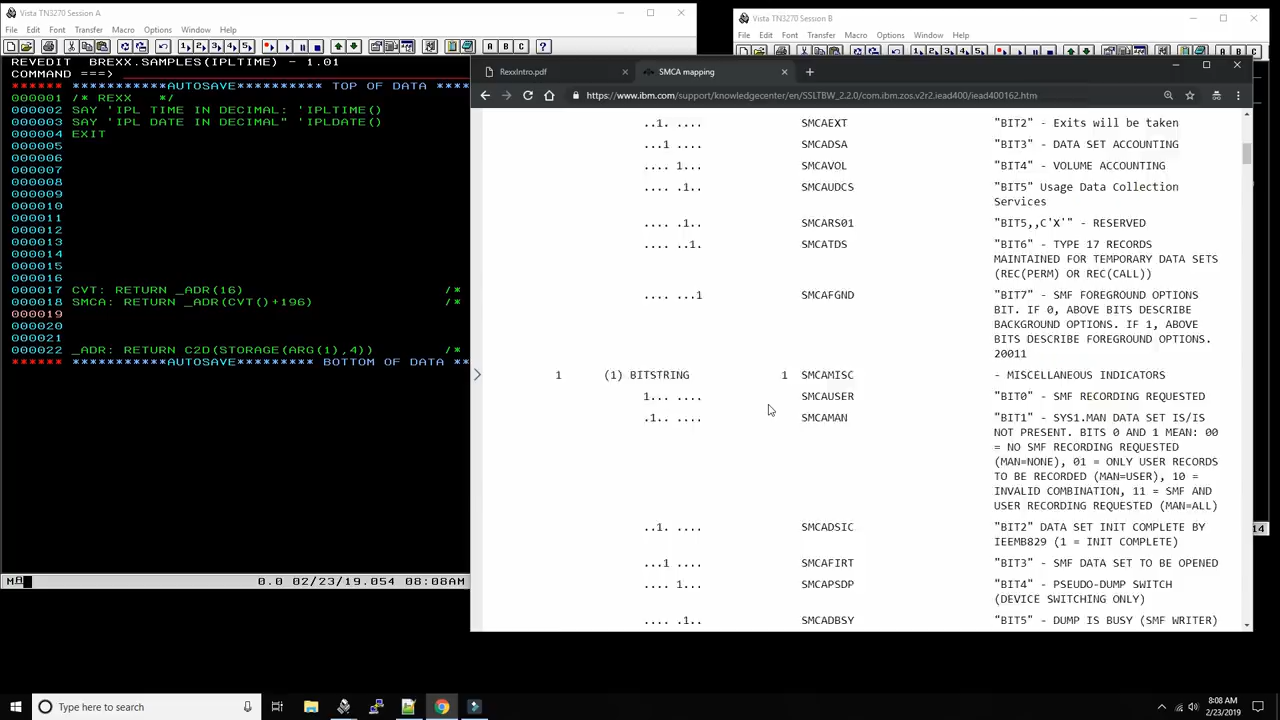 Vista TN3270 Session A
File Edit Font Transfer Macro Options Window Help
REVEDIT BREXX.SAMPLES(IPLTIME) - 1.01
COMMAND ===>
****** ***********AUTOSAVE********* TOP OF DATA ****
000001 /* REXX */
000002 SAY 'IPL TIME IN DECIMAL: 'IPLTIME()
000003 SAY 'IPL DATE IN DECIMAL" 'IPLDATE()
000004 EXIT
000005
000006
000007
000008
000009
000010
000011
000012
000013
000014
000015
000016
000017 CVT: RETURN _ADR(16) /*
000018 SMCA: RETURN _ADR(CVT()+196) /*
000019
000020
000021
000022 _ADR: RETURN C2D(STORAGE(ARG(1),4)) /*
****** ***********AUTOSAVE********* BOTTOM OF DATA **
0.0 02/23/19.054 08:08AM
Vista TN3270 Session B
File Edit Font Transfer Macro Options Window Help
RexxIntro.pdf
SMCA mapping
https://www.ibm.com/support/knowledgecenter/en/SSLTBW_2.2.0/com.ibm.zos.v2r2.iead400/iead400162.htm
..1. .... SMCAEXT "BIT2" - Exits will be taken
...1 .... SMCADSA "BIT3" - DATA SET ACCOUNTING
.... 1... SMCAVOL "BIT4" - VOLUME ACCOUNTING
.... .1.. SMCAUDCS "BIT5" Usage Data Collection
Services
.... .1.. SMCARS01 "BIT5,,C'X'" - RESERVED
.... ..1. SMCATDS "BIT6" - TYPE 17 RECORDS
MAINTAINED FOR TEMPORARY DATA SETS
(REC(PERM) OR REC(CALL))
.... ...1 SMCAFGND "BIT7" - SMF FOREGROUND OPTIONS
BIT. IF 0, ABOVE BITS DESCRIBE
BACKGROUND OPTIONS. IF 1, ABOVE
BITS DESCRIBE FOREGROUND OPTIONS.
20011
1 (1) BITSTRING 1 SMCAMISC - MISCELLANEOUS INDICATORS
1... .... SMCAUSER "BIT0" - SMF RECORDING REQUESTED
.1.. .... SMCAMAN "BIT1" - SYS1.MAN DATA SET IS/IS
NOT PRESENT. BITS 0 AND 1 MEAN: 00
= NO SMF RECORDING REQUESTED
(MAN=NONE), 01 = ONLY USER RECORDS
TO BE RECORDED (MAN=USER), 10 =
INVALID COMBINATION, 11 = SMF AND
USER RECORDING REQUESTED (MAN=ALL)
..1. .... SMCADSIC "BIT2" DATA SET INIT COMPLETE BY
IEEMB829 (1 = INIT COMPLETE)
...1 .... SMCAFIRT "BIT3" - SMF DATA SET TO BE OPENED
.... 1... SMCAPSDP "BIT4" - PSEUDO-DUMP SWITCH
(DEVICE SWITCHING ONLY)
.... .1.. SMCADBSY "BIT5" - DUMP IS BUSY (SMF WRITER)
14
Type here to search
8:08 AM
2/23/2019